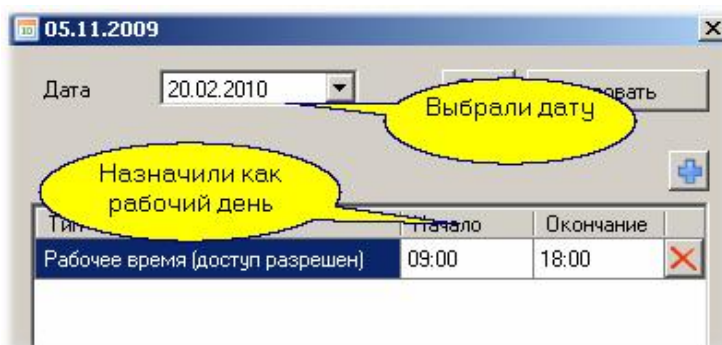 05.11.2009
Дата 20.02.2010
Выбрали дату
Назначили как
рабочий день
Начало Окончание
Рабочее время (доступ разрешен) 09:00 18:00